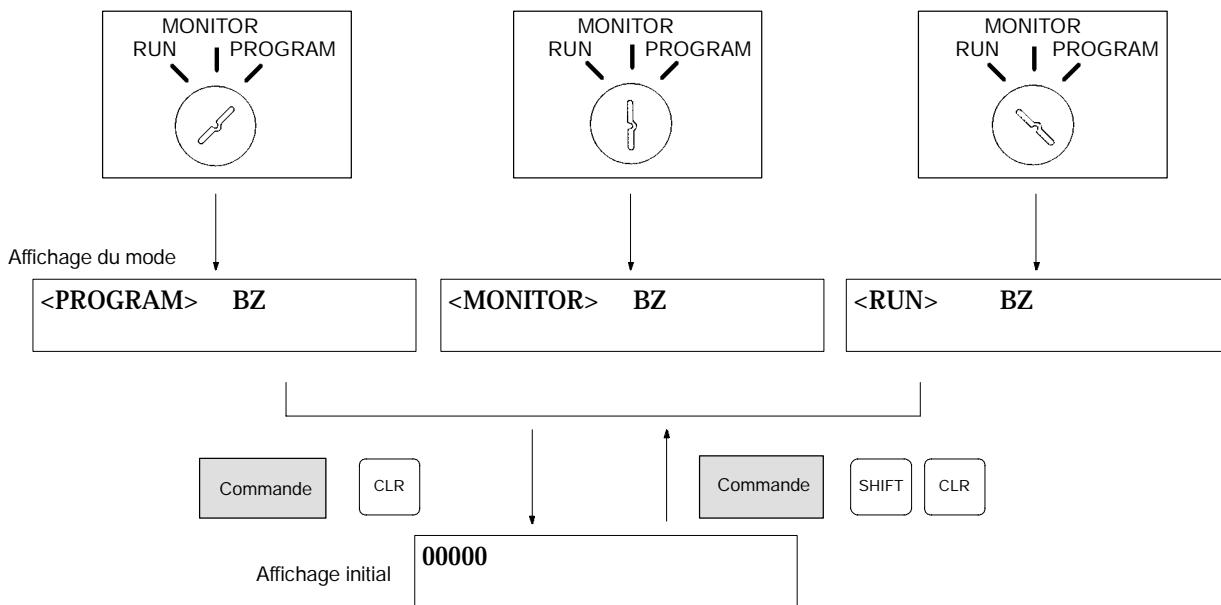 MONITOR
RUN PROGRAM
MONITOR
RUN PROGRAM
MONITOR
RUN PROGRAM
Affichage du mode
<PROGRAM> BZ
<MONITOR> BZ
<RUN> BZ
Commande CLR
Commande SHIFT CLR
Affichage initial
00000